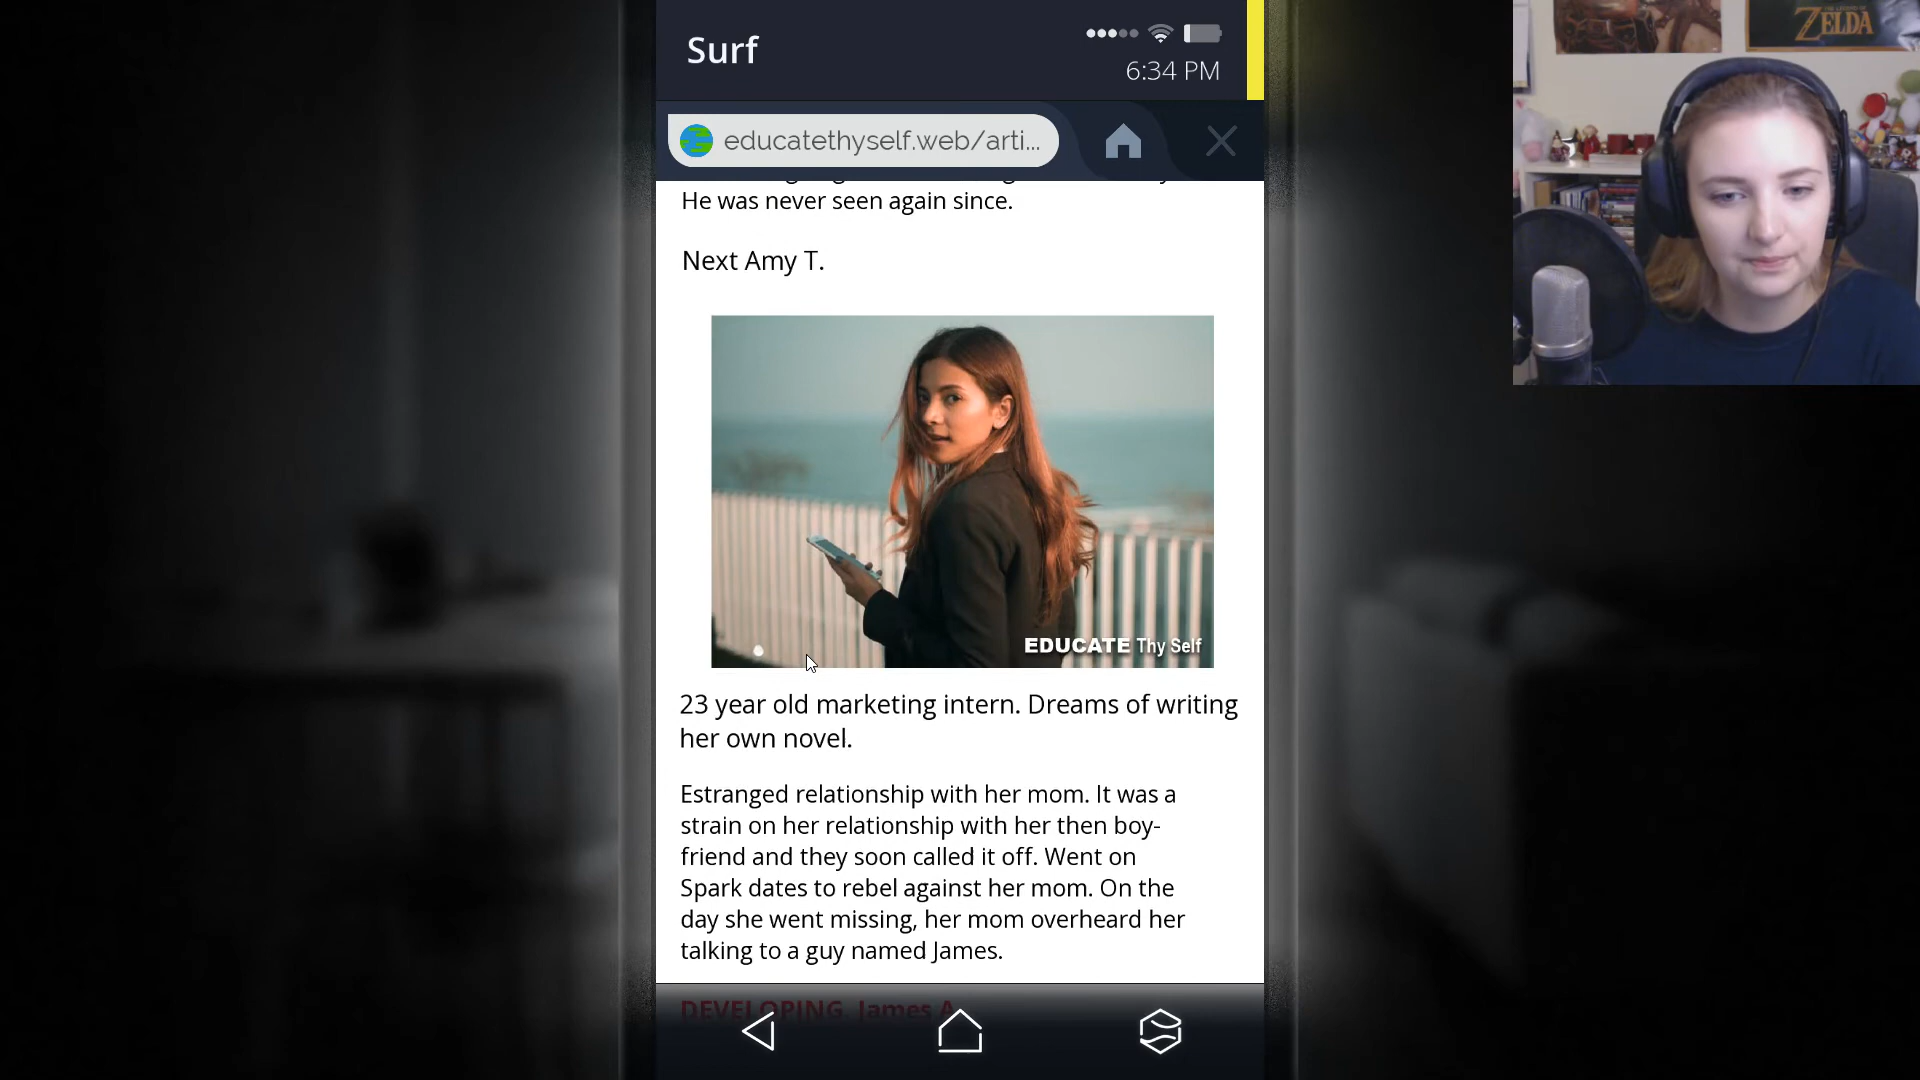 Surf
6:34 PM
ZELDA
educatethyself.web/arti...
He was never seen again since.
Next Amy T.
EDUCATE Thy Self
23 year old marketing intern. Dreams of writing
her own novel.
Estranged relationship with her mom. It was a
strain on her relationship with her then boy-
friend and they soon called it off. Went on
Spark dates to rebel against her mom. On the
day she went missing, her mom overheard her
talking to a guy named James.
DEVELOPING. James A.